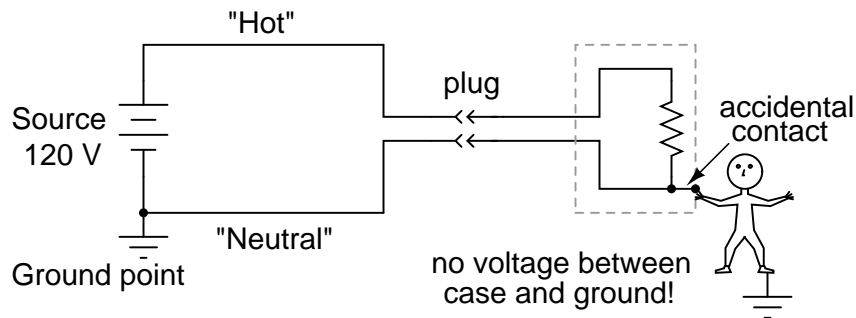 "Hot"
plug
Source
120 V
accidental
contact
"Neutral"
Ground point
no voltage between
case and ground!